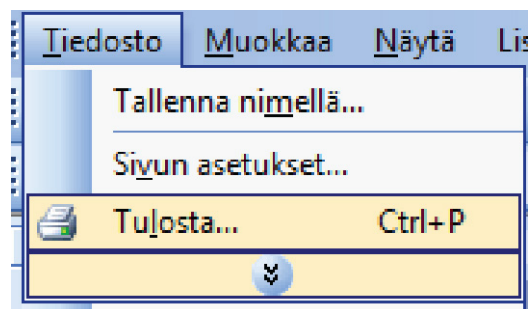 Tiedosto Muokkaa Näytä Lis
Tallenna nimellä...
Sivun asetukset...
Tulosta... Ctrl+P